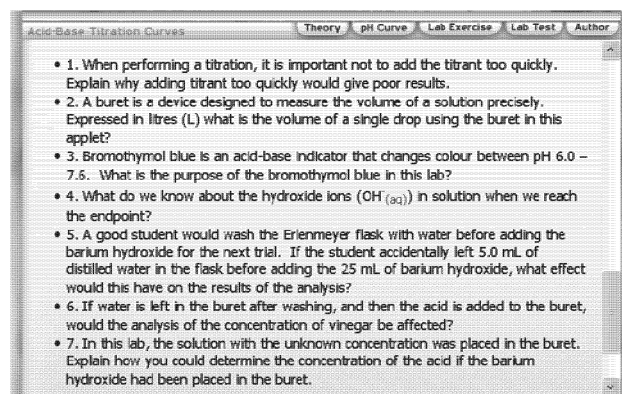 Acid-Base Titration Curves
Theory
pH Curve
Lab Exercise
Lab Test
Author
• 1. When performing a titration, it is important not to add the titrant too quickly.
Explain why adding titrant too quickly would give poor results.
• 2. A buret is a device designed to measure the volume of a solution precisely.
Expressed in litres (L) what is the volume of a single drop using the buret in this
applet?
• 3. Bromothymol blue is an acid-base indicator that changes colour between pH 6.0 –
7.6. What is the purpose of the bromothymol blue in this lab?
• 4. What do we know about the hydroxide ions (OH⁻(aq)) in solution when we reach
the endpoint?
• 5. A good student would wash the Erlenmeyer flask with water before adding the
barium hydroxide for the next trial. If the student accidentally left 5.0 mL of
distilled water in the flask before adding the 25 mL of barium hydroxide, what effect
would this have on the results of the analysis?
• 6. If water is left in the buret after washing, and then the acid is added to the buret,
would the analysis of the concentration of vinegar be affected?
• 7. In this lab, the solution with the unknown concentration was placed in the buret.
Explain how you could determine the concentration of the acid if the barium
hydroxide had been placed in the buret.